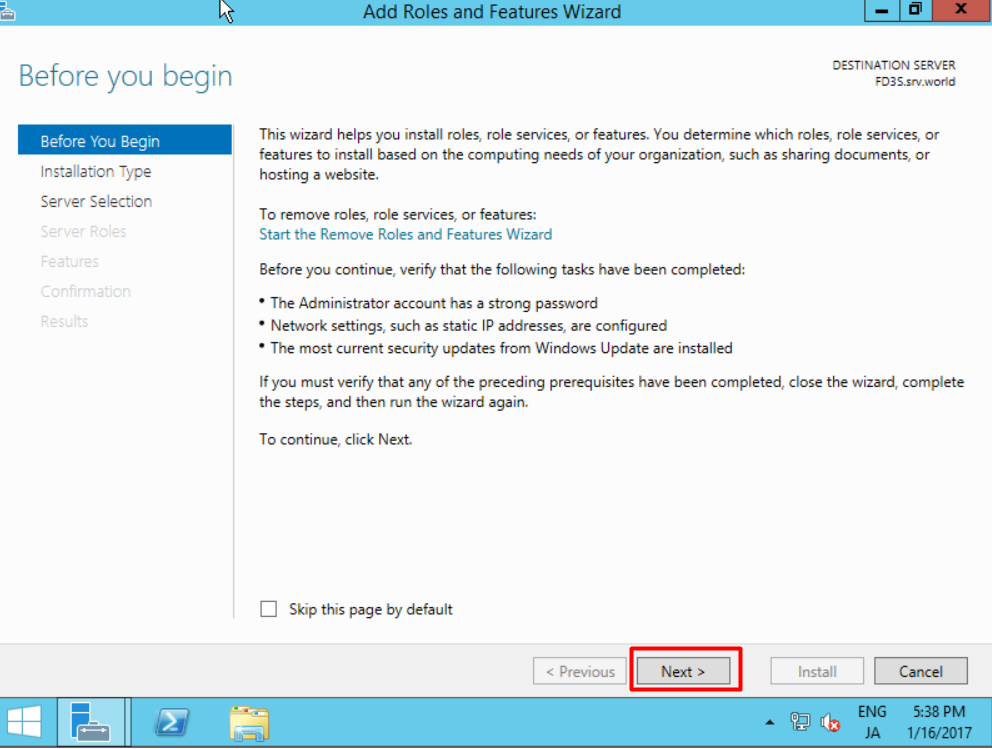 Add Roles and Features Wizard
Before you begin
DESTINATION SERVER
FD3S.srv.world
Before You Begin
Installation Type
Server Selection
Server Roles
Features
Confirmation
Results
This wizard helps you install roles, role services, or features. You determine which roles, role services, or
features to install based on the computing needs of your organization, such as sharing documents, or
hosting a website.
To remove roles, role services, or features:
Start the Remove Roles and Features Wizard
Before you continue, verify that the following tasks have been completed:
• The Administrator account has a strong password
• Network settings, such as static IP addresses, are configured
• The most current security updates from Windows Update are installed
If you must verify that any of the preceding prerequisites have been completed, close the wizard, complete
the steps, and then run the wizard again.
To continue, click Next.
Skip this page by default
< Previous
Next >
Install
Cancel
ENG
JA
5:38 PM
1/16/2017